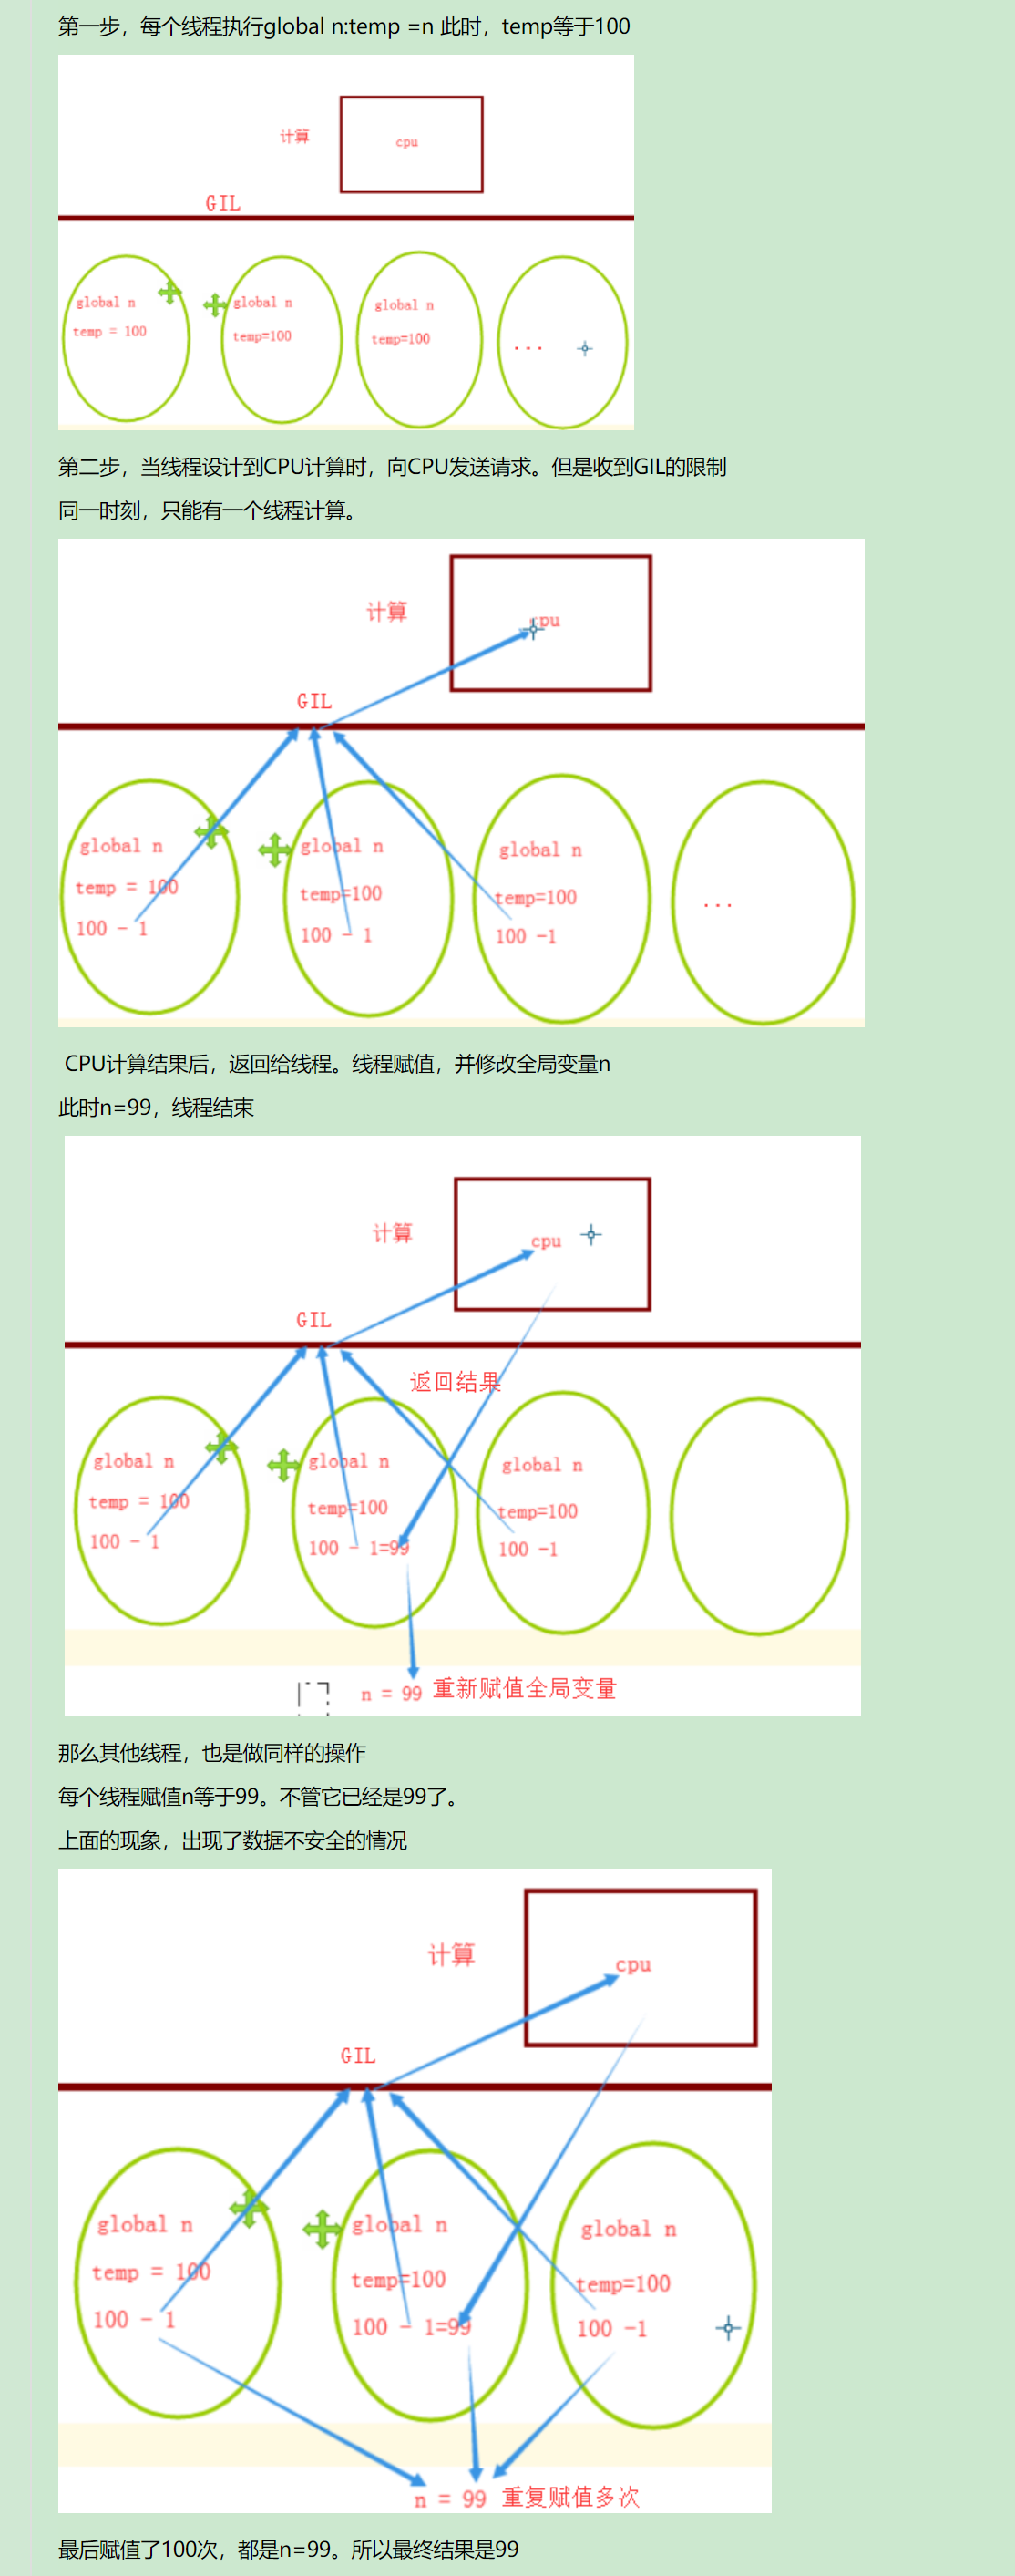 第一步，每个线程执行global n:temp =n 此时，temp等于100
计算
cpu
GIL
global n
temp = 100
global n
temp=100
global n
temp=100
...
第二步，当线程设计到CPU计算时，向CPU发送请求。但是收到GIL的限制
同一时刻，只能有一个线程计算。
计算
cpu
GIL
global n
temp = 100
100 - 1
global n
temp=100
100 - 1
global n
temp=100
100 -1
...
CPU计算结果后，返回给线程。线程赋值，并修改全局变量n
此时n=99，线程结束
计算
cpu
GIL
返回结果
global n
temp = 100
100 - 1
global n
temp=100
100 - 1=99
global n
temp=100
100 -1
n = 99 重新赋值全局变量
那么其他线程，也是做同样的操作
每个线程赋值n等于99。不管它已经是99了。
上面的现象，出现了数据不安全的情况
计算
cpu
GIL
global n
temp = 100
100 - 1
global n
temp=100
100 - 1=99
global n
temp=100
100 -1
n = 99 重复赋值多次
最后赋值了100次，都是n=99。所以最终结果是99